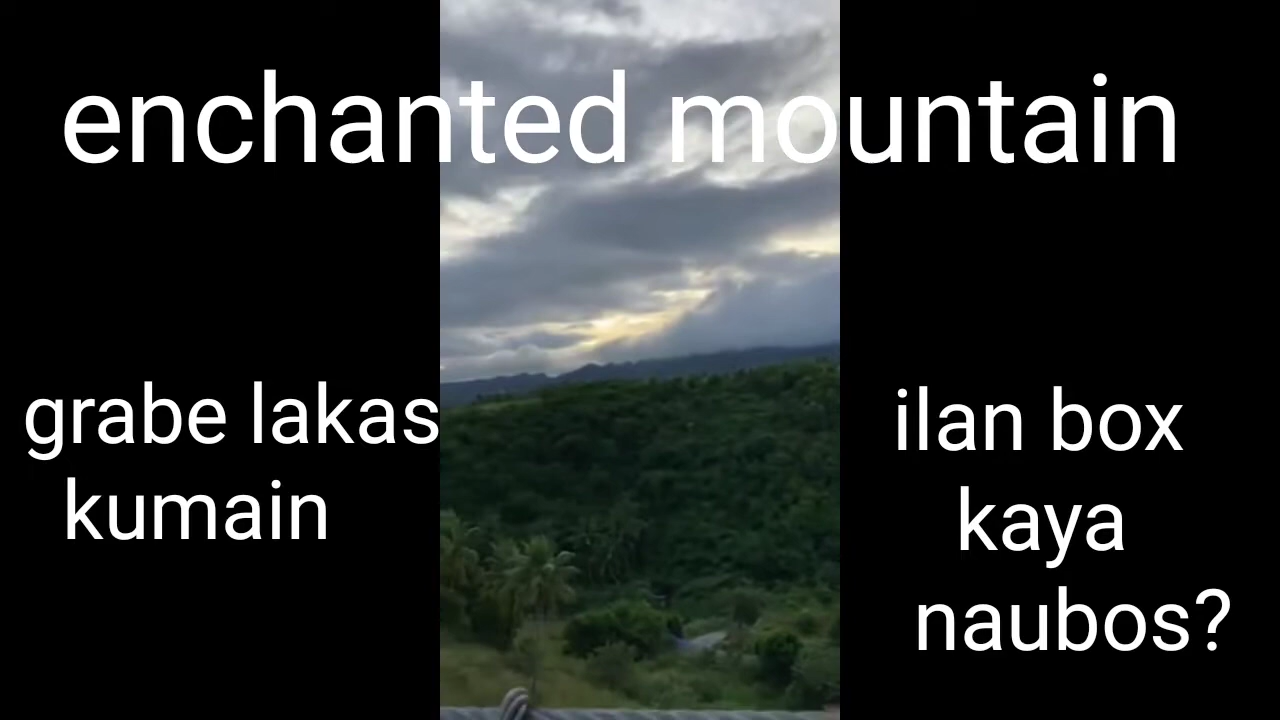 enchanted mountain
grabe lakas
kumain
ilan box
kaya
naubos?